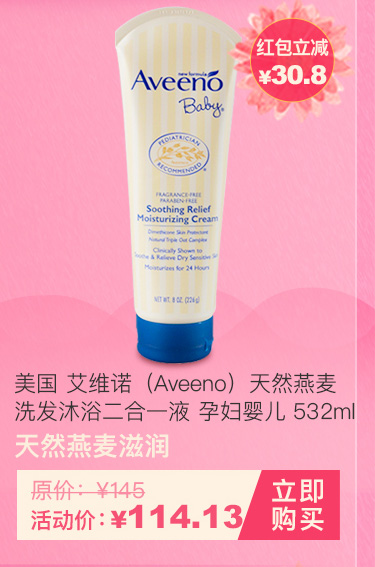 红包立减
¥30.8
new formula
Aveeno
Baby®
PEDIATRICIAN
RECOMMENDED
FRAGRANCE-FREE
PARABEN-FREE
Soothing Relief
Moisturizing Cream
Dimethicone Skin Protectant
Natural Triple Oat Complex
Clinically Shown to
Soothe & Relieve Dry Sensitive Skin
Moisturizes for 24 Hours
NET WT. 8 OZ. (226g)
美国 艾维诺（Aveeno）天然燕麦
洗发沐浴二合一液 孕妇婴儿 532ml
天然燕麦滋润
原价：¥145
活动价：¥114.13
立即
购买